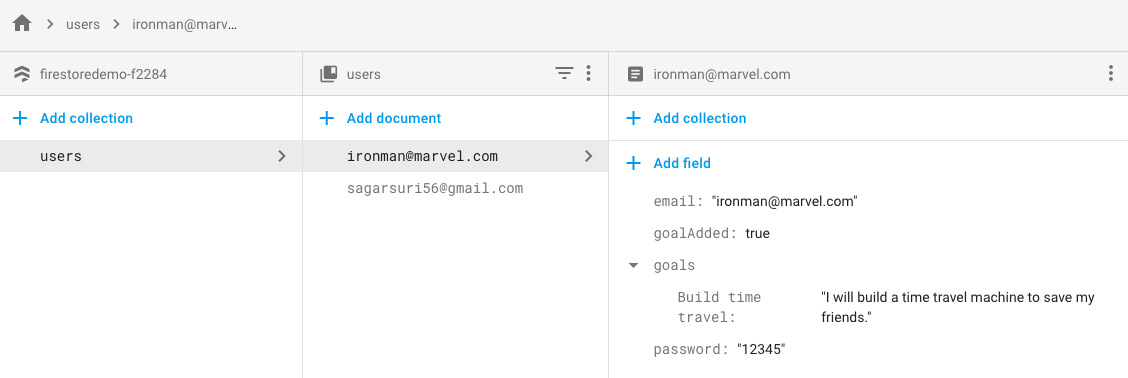 users
ironman@marv…
firestoredemo-f2284
users
ironman@marvel.com
Add collection
Add document
Add collection
users
ironman@marvel.com
sagarsuri56@gmail.com
Add field
email: "ironman@marvel.com"
goalAdded: true
goals
Build time "I will build a time travel machine to save my
travel: friends."
password: "12345"